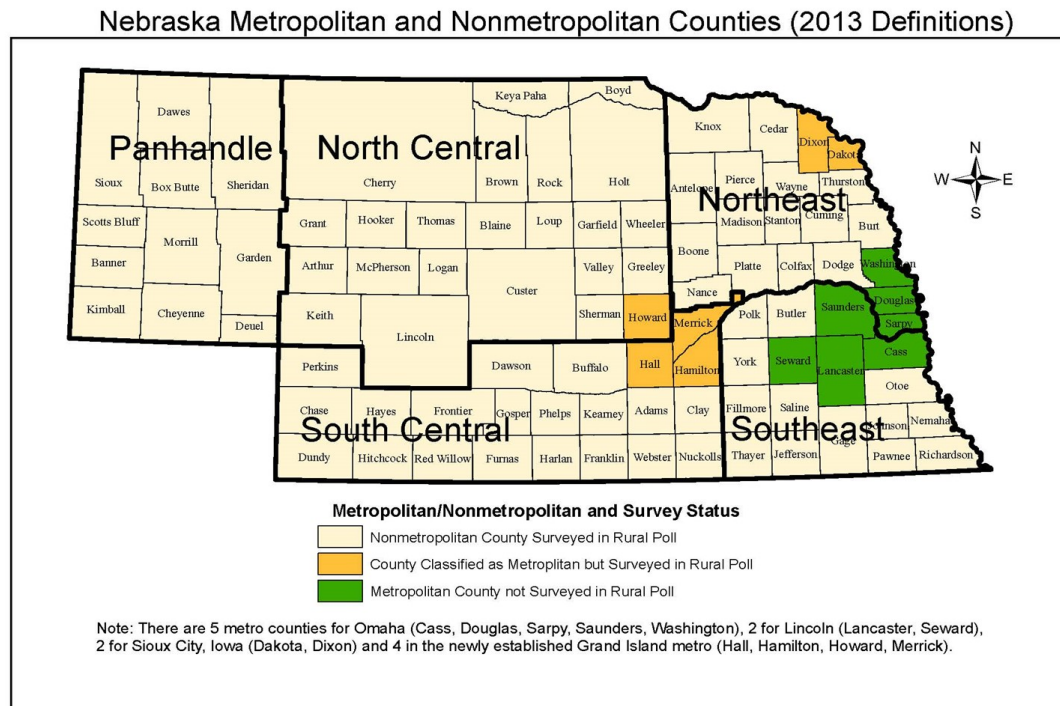 Nebraska Metropolitan and Nonmetropolitan Counties (2013 Definitions)
Keya Paha
Boyd
Dawes
Knox
Cedar
Dixon
Dakota
N
W E
S
Panhandle
North Central
Northeast
Sioux
Box Butte
Sheridan
Cherry
Brown
Rock
Holt
Antelope
Pierce
Wayne
Thurston
Scotts Bluff
Morrill
Garden
Grant
Hooker
Thomas
Blaine
Loup
Garfield
Wheeler
Madison
Stanton
Cuming
Burt
Banner
Arthur
McPherson
Logan
Custer
Valley
Greeley
Boone
Platte
Colfax
Dodge
Washington
Nance
Kimball
Cheyenne
Deuel
Keith
Lincoln
Sherman
Howard
Merrick
Polk
Butler
Saunders
Douglas
Sarpy
Perkins
Dawson
Buffalo
Hall
Hamilton
York
Seward
Lancaster
Cass
Otoe
Chase
Hayes
Frontier
Gosper
Phelps
Kearney
Adams
Clay
Fillmore
Saline
Johnson
Nemaha
South Central
Southeast
Gage
Dundy
Hitchcock
Red Willow
Furnas
Harlan
Franklin
Webster
Nuckolls
Thayer
Jefferson
Pawnee
Richardson
Metropolitan/Nonmetropolitan and Survey Status
Nonmetropolitan County Surveyed in Rural Poll
County Classified as Metroplitan but Surveyed in Rural Poll
Metropolitan County not Surveyed in Rural Poll
Note: There are 5 metro counties for Omaha (Cass, Douglas, Sarpy, Saunders, Washington), 2 for Lincoln (Lancaster, Seward),
2 for Sioux City, Iowa (Dakota, Dixon) and 4 in the newly established Grand Island metro (Hall, Hamilton, Howard, Merrick).